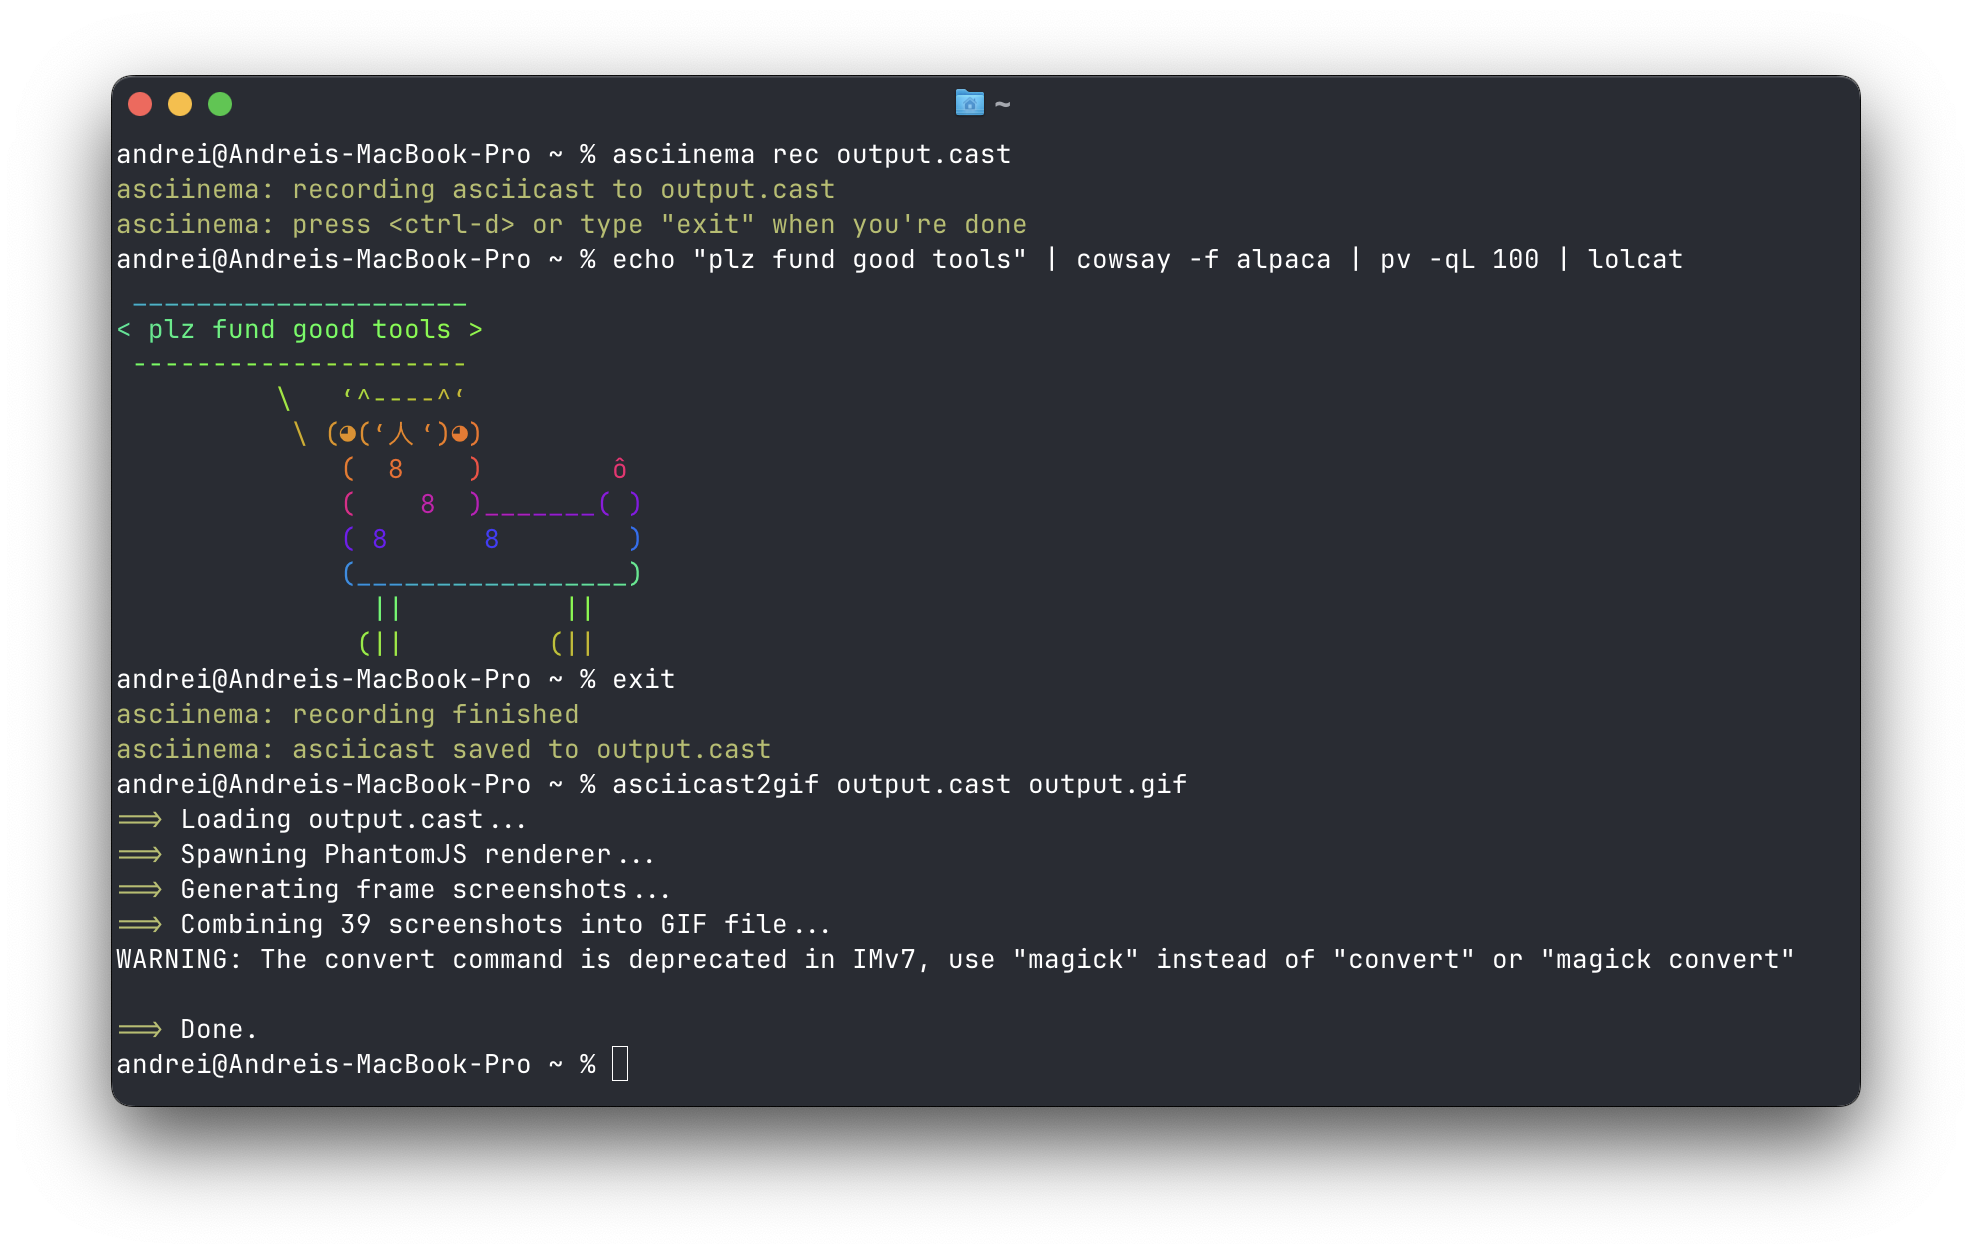 ~
andrei@Andreis-MacBook-Pro ~ % asciinema rec output.cast
asciinema: recording asciicast to output.cast
asciinema: press <ctrl-d> or type "exit" when you're done
andrei@Andreis-MacBook-Pro ~ % echo "plz fund good tools" | cowsay -f alpaca | pv -qL 100 | lolcat
 _____________________
< plz fund good tools >
 ---------------------
          \   ‘^----^‘
           \ (◕(‘人‘)◕)
              (  8    )        ô
              (    8  )_______( )
              ( 8      8        )
              (_________________)
                ||          ||
               (||         (||
andrei@Andreis-MacBook-Pro ~ % exit
asciinema: recording finished
asciinema: asciicast saved to output.cast
andrei@Andreis-MacBook-Pro ~ % asciicast2gif output.cast output.gif
==> Loading output.cast...
==> Spawning PhantomJS renderer...
==> Generating frame screenshots...
==> Combining 39 screenshots into GIF file...
WARNING: The convert command is deprecated in IMv7, use "magick" instead of "convert" or "magick convert"
==> Done.
andrei@Andreis-MacBook-Pro ~ %